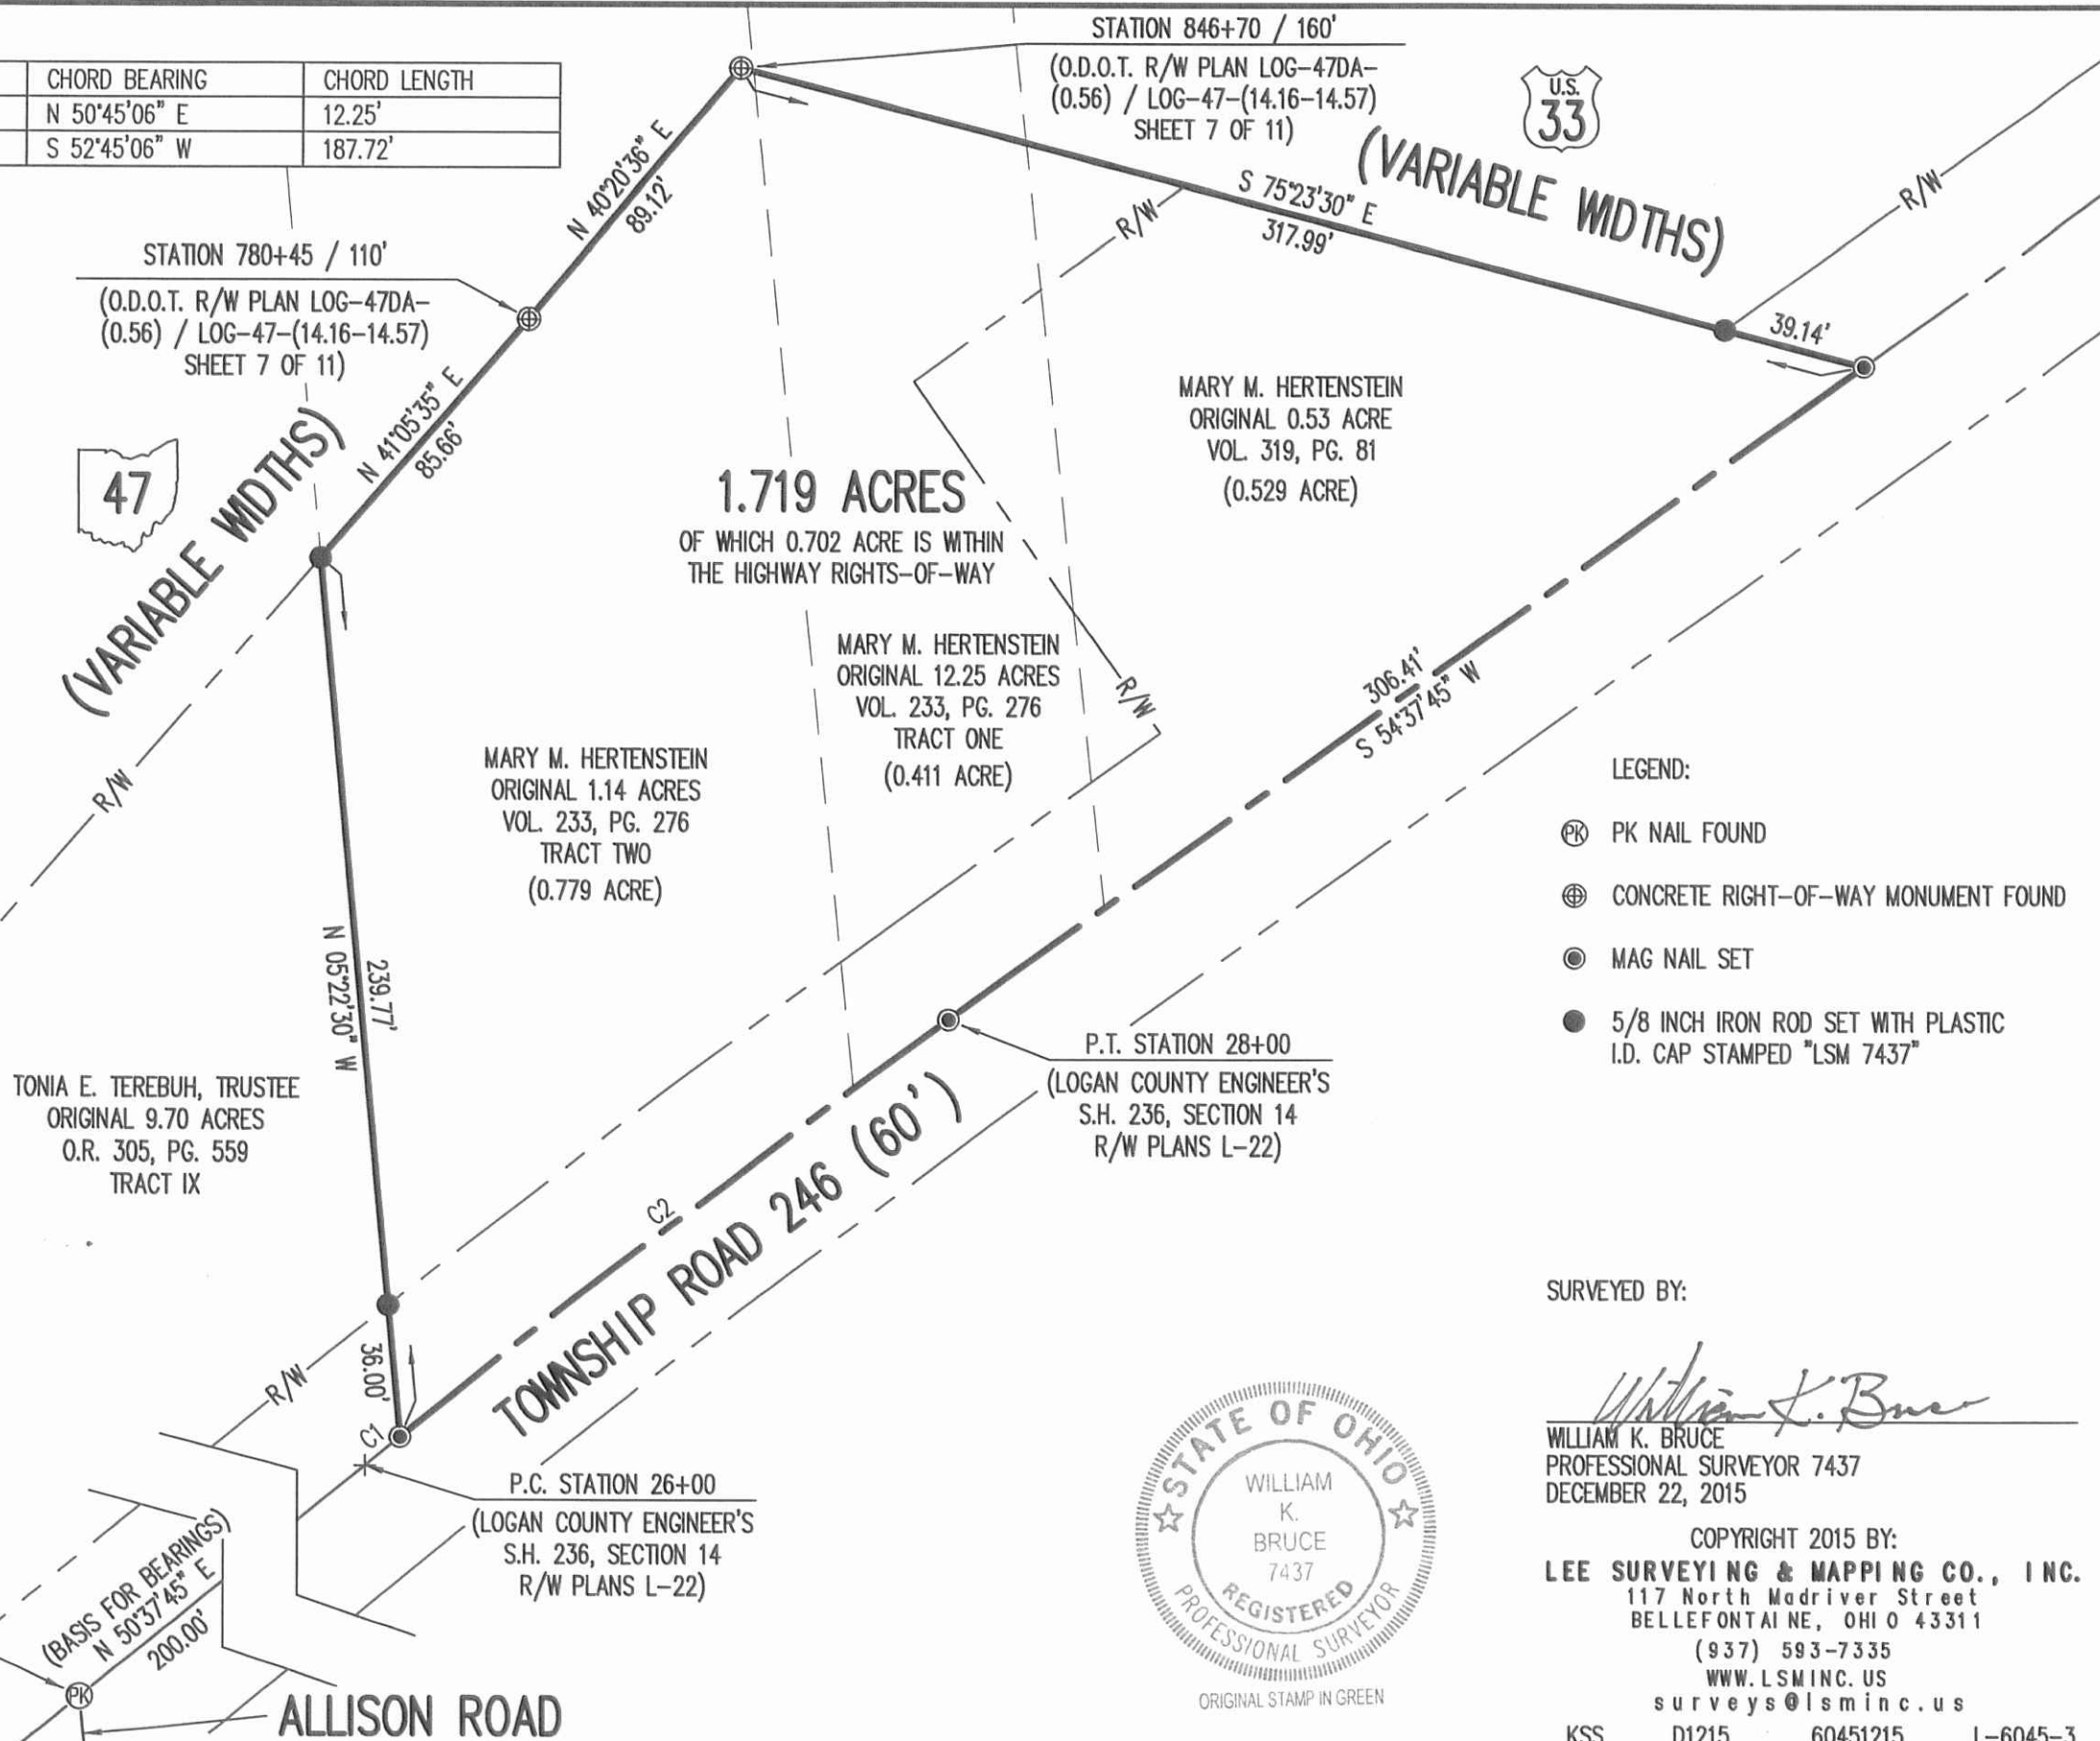 CHORD BEARING CHORD LENGTH
N 50°45'06" E 12.25'
S 52°45'06" W 187.72'
STATION 846+70 / 160'
(O.D.O.T. R/W PLAN LOG-47DA-
(0.56) / LOG-47-(14.16-14.57)
SHEET 7 OF 11)
U.S.
33
(VARIABLE WIDTHS)
R/W
S 75°23'30" E
317.99'
R/W
39.14'
N 40°20'36" E
89.12'
STATION 780+45 / 110'
(O.D.O.T. R/W PLAN LOG-47DA-
(0.56) / LOG-47-(14.16-14.57)
SHEET 7 OF 11)
N 41°05'35" E
85.66'
47
(VARIABLE WIDTHS)
R/W
MARY M. HERTENSTEIN
ORIGINAL 0.53 ACRE
VOL. 319, PG. 81
(0.529 ACRE)
1.719 ACRES
OF WHICH 0.702 ACRE IS WITHIN
THE HIGHWAY RIGHTS-OF-WAY
MARY M. HERTENSTEIN
ORIGINAL 12.25 ACRES
VOL. 233, PG. 276
TRACT ONE
(0.411 ACRE)
R/W
306.41'
S 54°37'45" W
MARY M. HERTENSTEIN
ORIGINAL 1.14 ACRES
VOL. 233, PG. 276
TRACT TWO
(0.779 ACRE)
LEGEND:
PK PK NAIL FOUND
CONCRETE RIGHT-OF-WAY MONUMENT FOUND
MAG NAIL SET
5/8 INCH IRON ROD SET WITH PLASTIC
I.D. CAP STAMPED "LSM 7437"
239.77'
N 05°22'30" W
TONIA E. TEREBUH, TRUSTEE
ORIGINAL 9.70 ACRES
O.R. 305, PG. 559
TRACT IX
P.T. STATION 28+00
(LOGAN COUNTY ENGINEER'S
S.H. 236, SECTION 14
R/W PLANS L-22)
C2
TOWNSHIP ROAD 246 (60')
36.00'
R/W
C1
P.C. STATION 26+00
(LOGAN COUNTY ENGINEER'S
S.H. 236, SECTION 14
R/W PLANS L-22)
(BASIS FOR BEARINGS)
N 50°37'45" E
200.00'
PK
ALLISON ROAD
STATE OF OHIO
WILLIAM
K.
BRUCE
7437
REGISTERED
PROFESSIONAL SURVEYOR
ORIGINAL STAMP IN GREEN
SURVEYED BY:
William K. Bruce
WILLIAM K. BRUCE
PROFESSIONAL SURVEYOR 7437
DECEMBER 22, 2015
COPYRIGHT 2015 BY:
LEE SURVEYING & MAPPING CO., INC.
117 North Madriver Street
BELLEFONTAINE, OHIO 43311
(937) 593-7335
WWW.LSMINC.US
surveys@lsminc.us
KSS D1215 60451215 L-6045-3